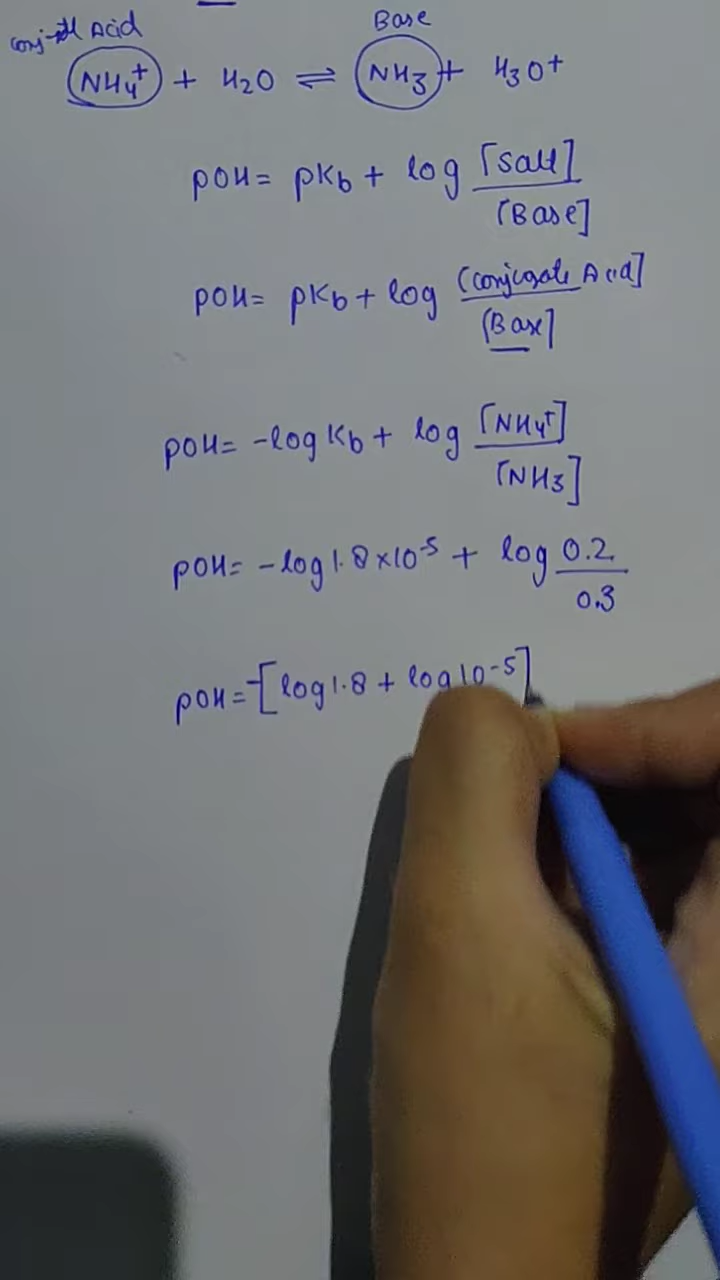 Conj. Acid Base
NH₄⁺ + H₂O ⇌ NH₃ + H₃O⁺
pOH = pKb + log [Salt]/[Base]
pOH = pKb + log [Conjugate Acid]/[Base]
pOH = -log Kb + log [NH₄⁺]/[NH₃]
pOH = -log 1.8×10⁻⁵ + log 0.2/0.3
pOH = -[log 1.8 + log 10⁻⁵]